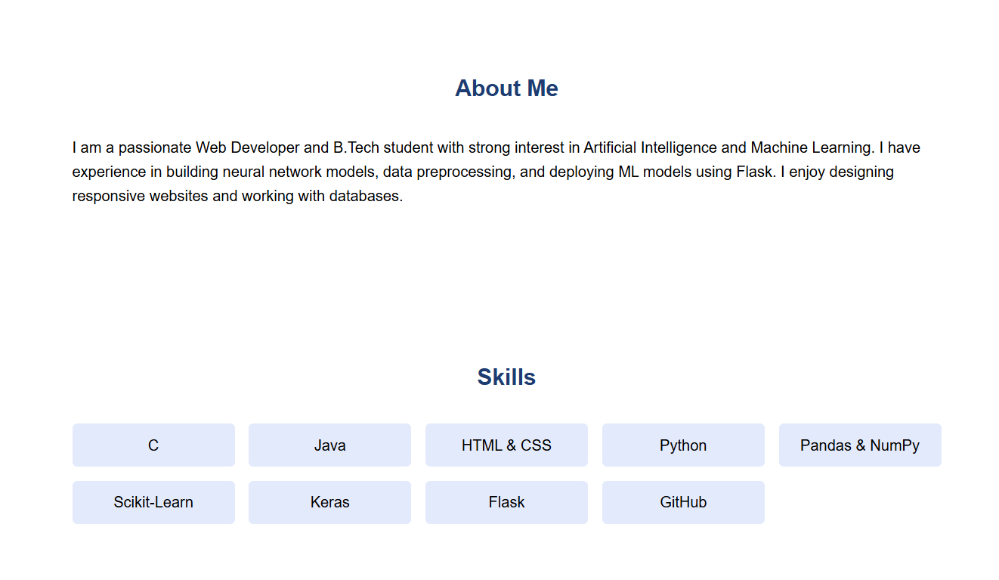 About Me
I am a passionate Web Developer and B.Tech student with strong interest in Artificial Intelligence and Machine Learning. I have
experience in building neural network models, data preprocessing, and deploying ML models using Flask. I enjoy designing
responsive websites and working with databases.
Skills
C
Java
HTML & CSS
Python
Pandas & NumPy
Scikit-Learn
Keras
Flask
GitHub